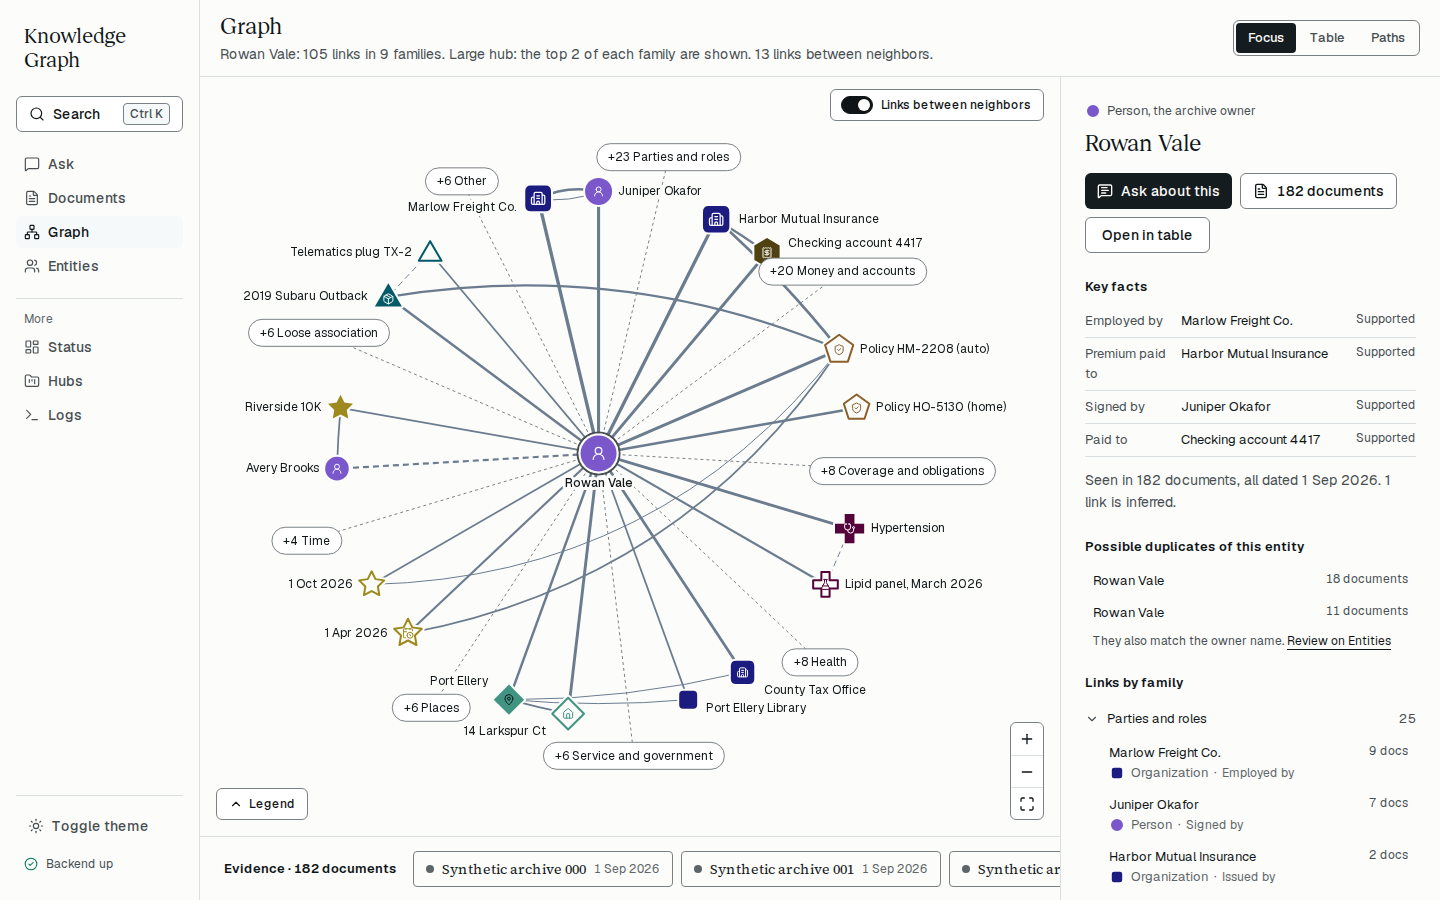 Knowledge
Graph
Search
Ctrl K
Ask
Documents
Graph
Entities
More
Status
Hubs
Logs
Toggle theme
Backend up
Graph
Rowan Vale: 105 links in 9 families. Large hub: the top 2 of each family are shown. 13 links between neighbors.
Focus
Table
Paths
Links between neighbors
+23 Parties and roles
+6 Other
Marlow Freight Co.
Juniper Okafor
Harbor Mutual Insurance
Checking account 4417
+20 Money and accounts
Telematics plug TX-2
2019 Subaru Outback
+6 Loose association
Policy HM-2208 (auto)
Riverside 10K
Policy HO-5130 (home)
Avery Brooks
Rowan Vale
+8 Coverage and obligations
+4 Time
Hypertension
1 Oct 2026
Lipid panel, March 2026
1 Apr 2026
+8 Health
Port Ellery
County Tax Office
+6 Places
Port Ellery Library
14 Larkspur Ct
+6 Service and government
Legend
Evidence · 182 documents
Synthetic archive 000 1 Sep 2026
Synthetic archive 001 1 Sep 2026
Synthetic ar
Person, the archive owner
Rowan Vale
Ask about this
182 documents
Open in table
Key facts
Employed by Marlow Freight Co. Supported
Premium paid Harbor Mutual Insurance Supported
to
Signed by Juniper Okafor Supported
Paid to Checking account 4417 Supported
Seen in 182 documents, all dated 1 Sep 2026. 1
link is inferred.
Possible duplicates of this entity
Rowan Vale 18 documents
Rowan Vale 11 documents
They also match the owner name. Review on Entities
Links by family
Parties and roles 25
Marlow Freight Co. 9 docs
Organization · Employed by
Juniper Okafor 7 docs
Person · Signed by
Harbor Mutual Insurance 2 docs
Organization · Issued by